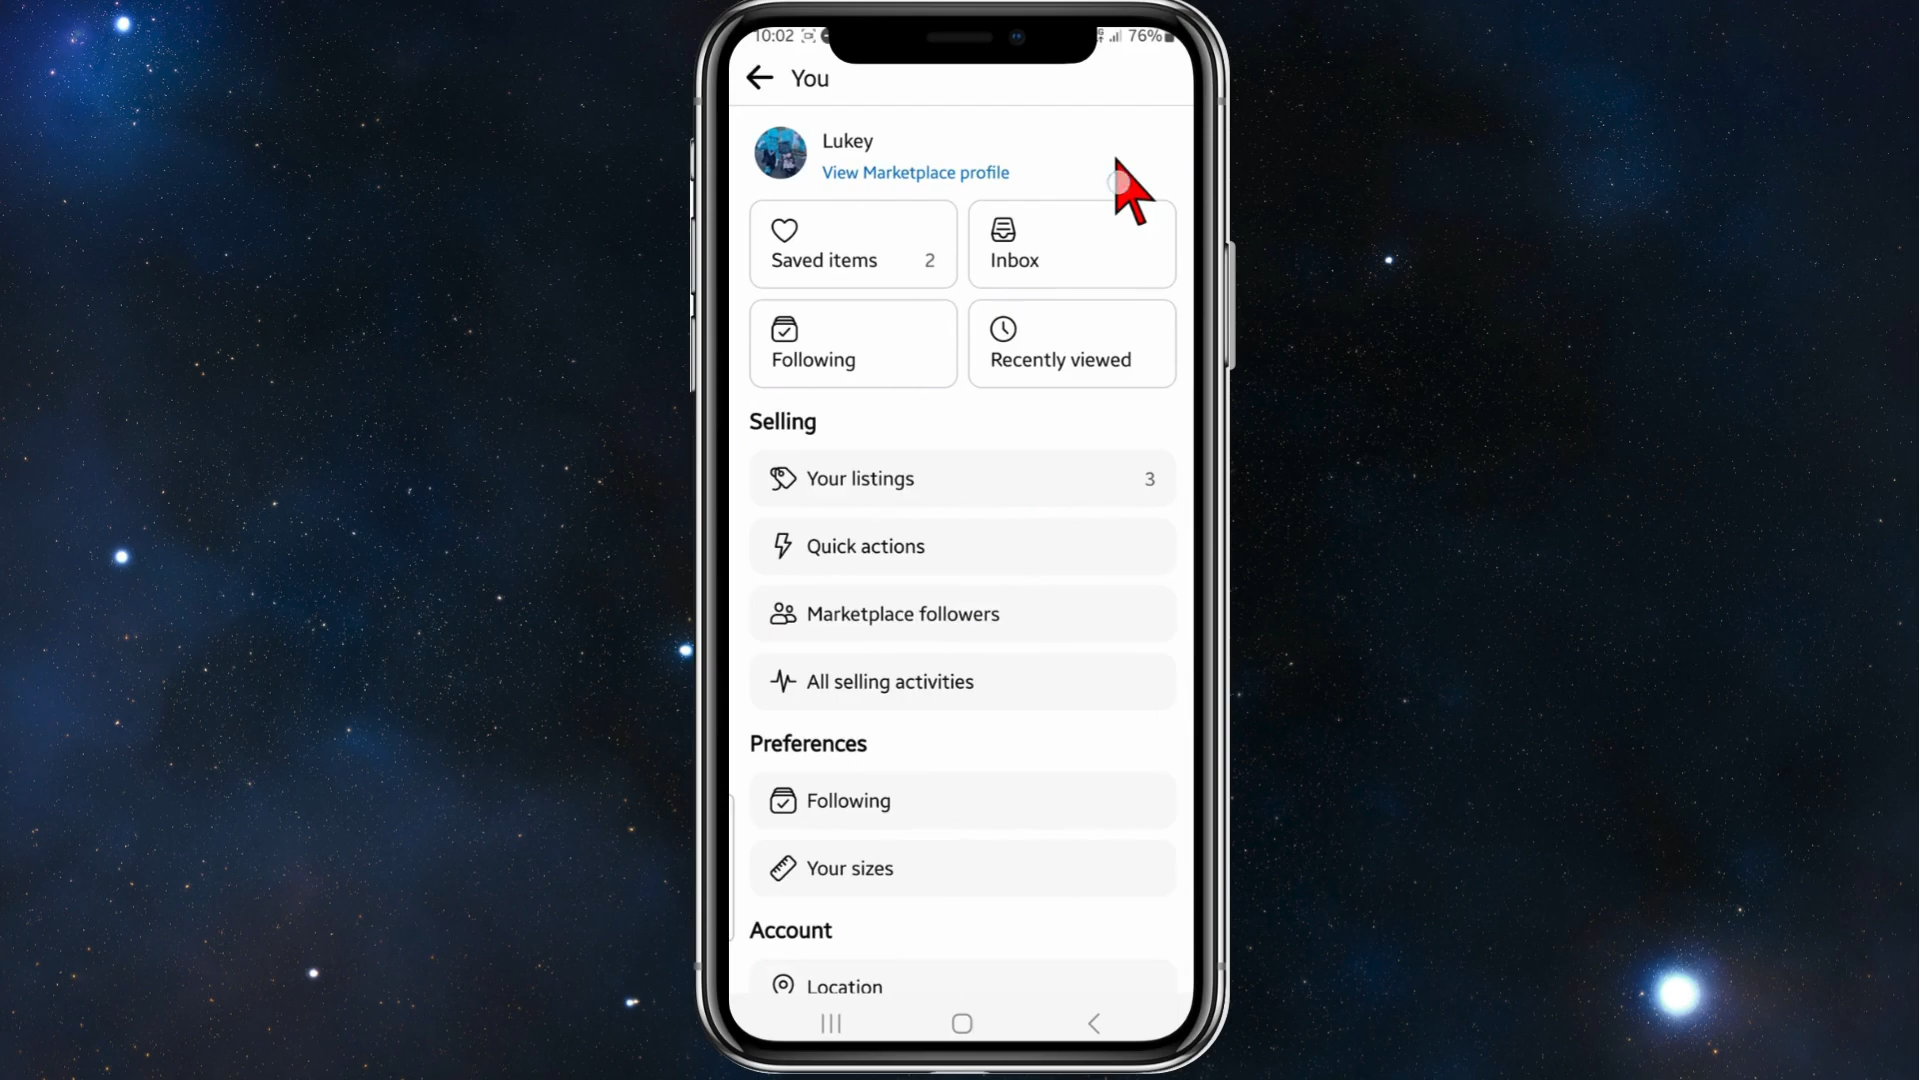 10:02 76%
You
Lukey
View Marketplace profile
Saved items 2
Inbox
Following
Recently viewed
Selling
Your listings 3
Quick actions
Marketplace followers
All selling activities
Preferences
Following
Your sizes
Account
Location